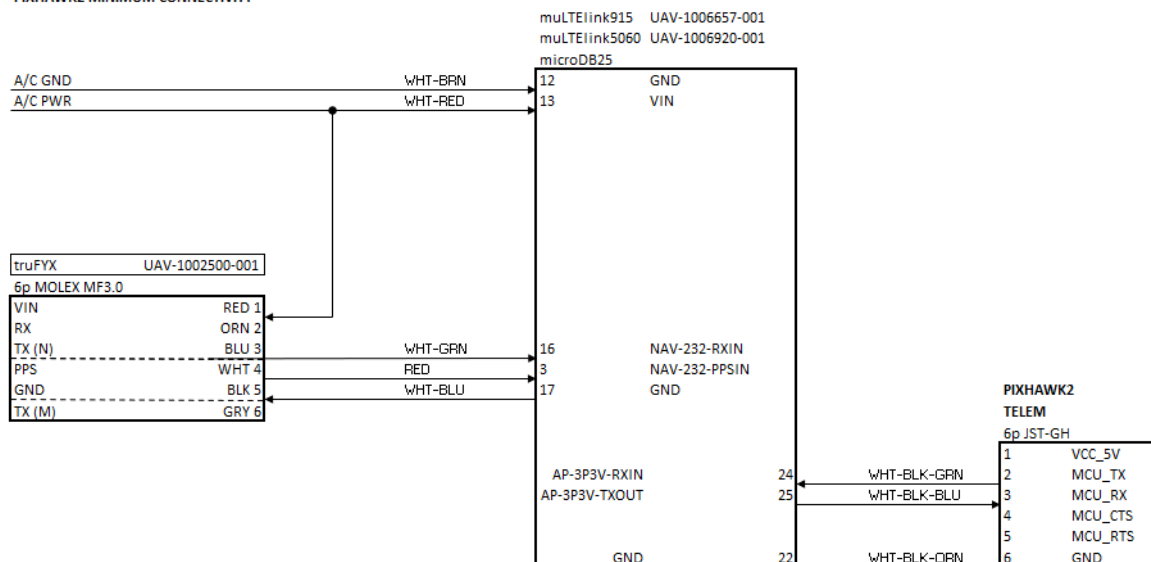 muLTElink915 UAV-1006657-001
muLTElink5060 UAV-1006920-001
microDB25
A/C GND WHT-BRN 12 GND
A/C PWR WHT-RED 13 VIN
truFYX UAV-1002500-001
6p MOLEX MF3.0
VIN RED 1
RX ORN 2
TX (N) BLU 3 WHT-GRN 16 NAV-232-RXIN
PPS WHT 4 RED 3 NAV-232-PPSIN
GND BLK 5 WHT-BLU 17 GND
TX (M) GRY 6
PIXHAWK2
TELEM
6p JST-GH
1 VCC_5V
AP-3P3V-RXIN 24 WHT-BLK-GRN 2 MCU_TX
AP-3P3V-TXOUT 25 WHT-BLK-BLU 3 MCU_RX
4 MCU_CTS
5 MCU_RTS
GND 22 WHT-BLK-ORN 6 GND